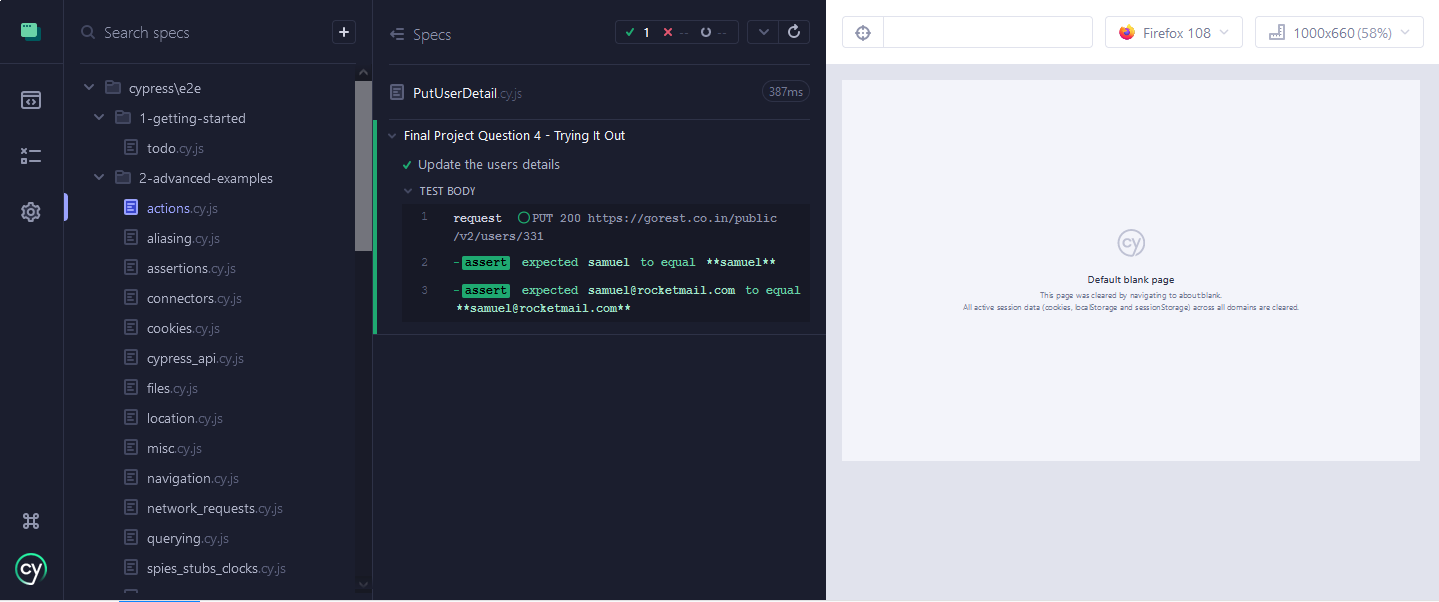 Search specs
+
cypress\e2e
1-getting-started
todo.cy.js
2-advanced-examples
actions.cy.js
aliasing.cy.js
assertions.cy.js
connectors.cy.js
cookies.cy.js
cypress_api.cy.js
files.cy.js
location.cy.js
misc.cy.js
navigation.cy.js
network_requests.cy.js
querying.cy.js
spies_stubs_clocks.cy.js
cy
Specs
1 -- --
PutUserDetail.cy.js
387ms
Final Project Question 4 - Trying It Out
Update the users details
TEST BODY
1 request PUT 200 https://gorest.co.in/public
/v2/users/331
2 -assert expected samuel to equal **samuel**
3 -assert expected samuel@rocketmail.com to equal
**samuel@rocketmail.com**
Firefox 108
1000x660 (58%)
cy
Default blank page
This page was cleared by navigating to about:blank.
All active session data (cookies, localStorage and sessionStorage) across all domains are cleared.